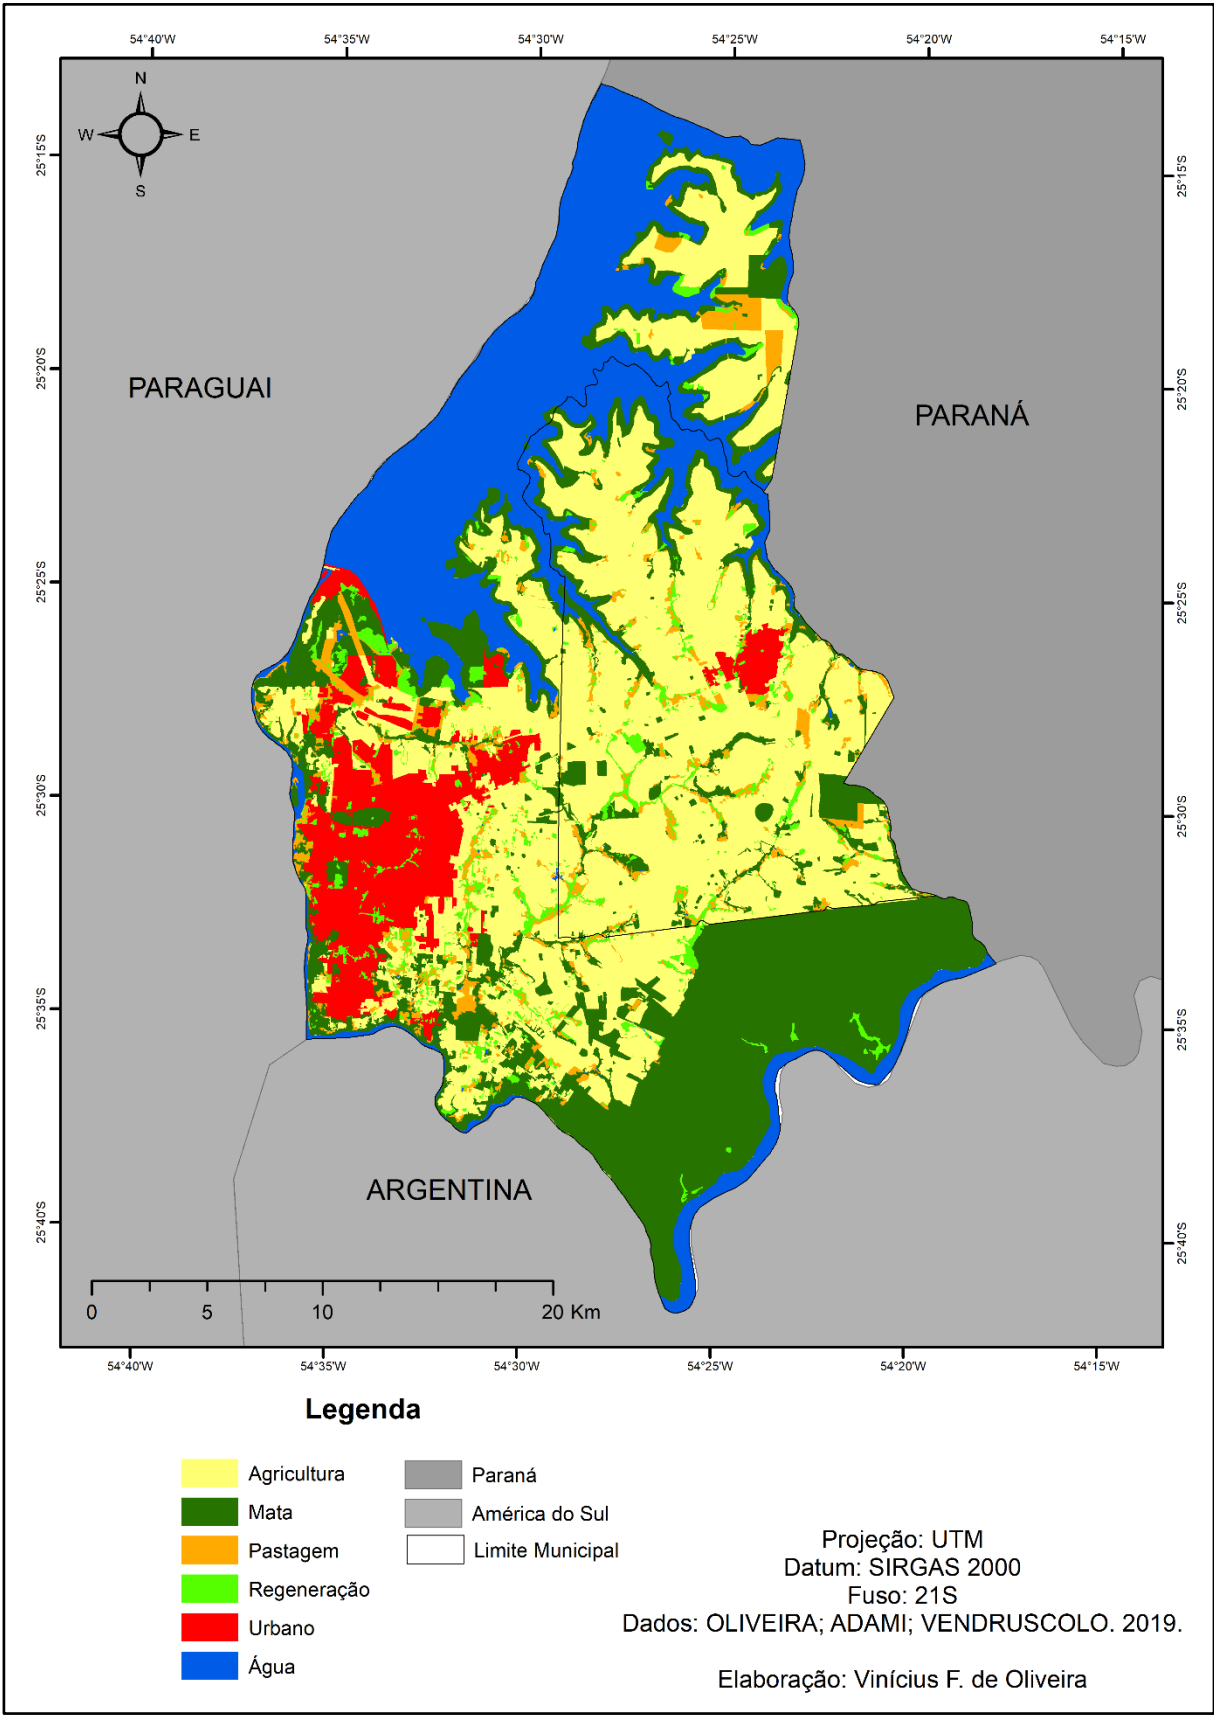 54°40'W 54°35'W 54°30'W 54°25'W 54°20'W 54°15'W
N
W E
S
25°15'S 25°15'S
25°20'S 25°20'S
PARAGUAI
PARANÁ
25°25'S 25°25'S
25°30'S 25°30'S
25°35'S 25°35'S
ARGENTINA
25°40'S 25°40'S
0 5 10 20 Km
54°40'W 54°35'W 54°30'W 54°25'W 54°20'W 54°15'W
Legenda
Agricultura
Mata
Pastagem
Regeneração
Urbano
Água
Paraná
América do Sul
Limite Municipal
Projeção: UTM
Datum: SIRGAS 2000
Fuso: 21S
Dados: OLIVEIRA; ADAMI; VENDRUSCOLO. 2019.
Elaboração: Vinícius F. de Oliveira